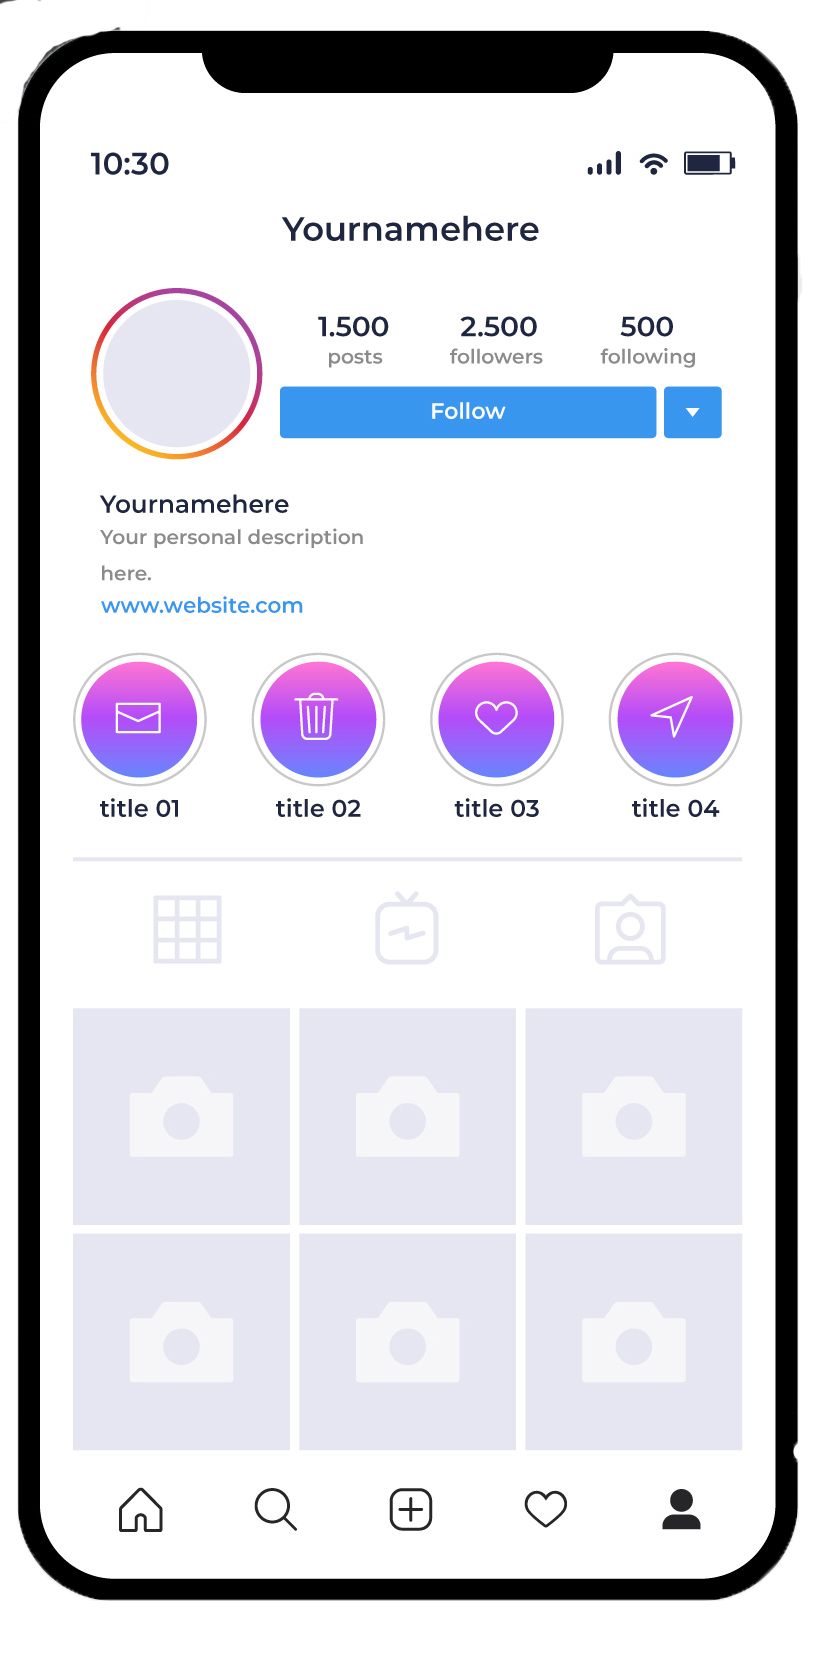 10:30
Yournamehere
1.500 2.500 500
posts followers following
Follow
Yournamehere
Your personal description
here.
www.website.com
title 01 title 02 title 03 title 04